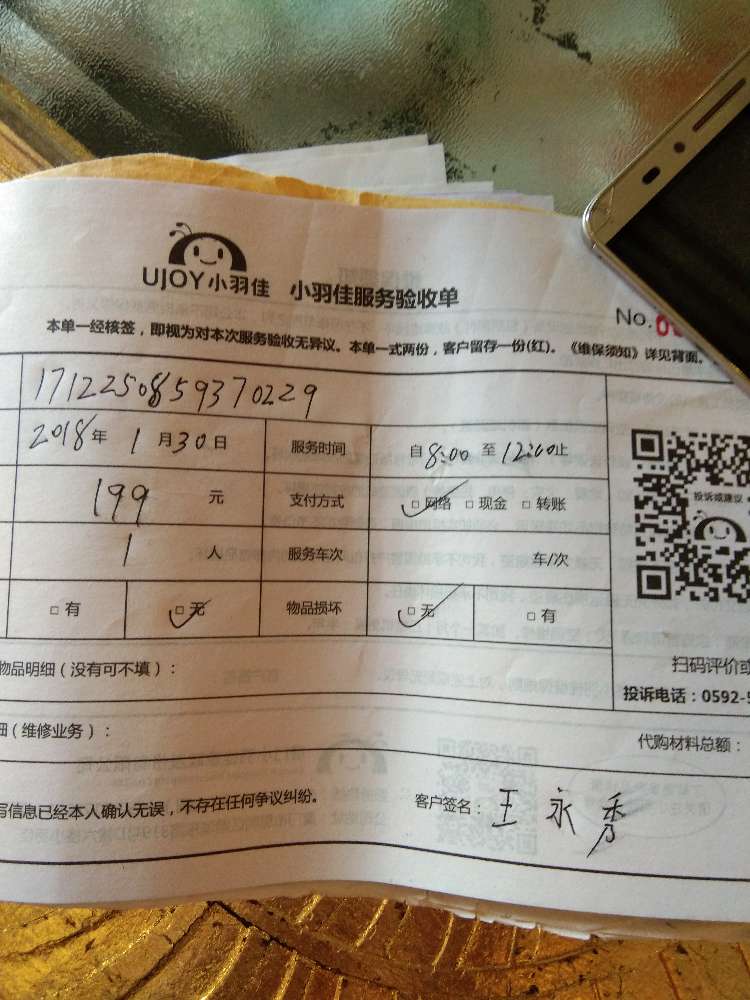 UJOY小羽佳 小羽佳服务验收单
No.
本单一经核签，即视为对本次服务验收无异议。本单一式两份，客户留存一份(红)。《维保须知》详见背面。
1712250859370229
2018年 1月30日 服务时间 自8:00至12:00止
199 元 支付方式 □网络 □现金 □转账
1 人 服务车次 车/次
投诉或建议
□有 □无 物品损坏 □无 □有
物品明细（没有可不填）：
扫码评价或
投诉电话：0592-
细（维修业务）：
代购材料总额：
写信息已经本人确认无误，不存在任何争议纠纷。 客户签名：王永秀